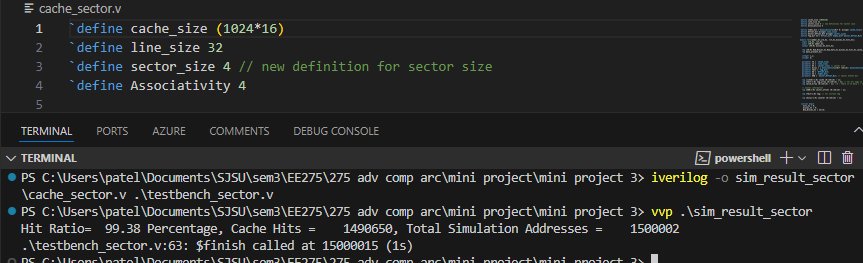 cache_sector.v
1 `define cache_size (1024*16)
2 `define line_size 32
3 `define sector_size 4 // new definition for sector size
4 `define Associativity 4
5
TERMINAL PORTS AZURE COMMENTS DEBUG CONSOLE
TERMINAL powershell
PS C:\Users\patel\Documents\SJSU\sem3\EE275\275 adv comp arc\mini project\mini project 3> iverilog -o sim_result_sector
\cache_sector.v .\testbench_sector.v
PS C:\Users\patel\Documents\SJSU\sem3\EE275\275 adv comp arc\mini project\mini project 3> vvp .\sim_result_sector
Hit Ratio=  99.38 Percentage, Cache Hits =    1490650, Total Simulation Addresses =    1500002
.\testbench_sector.v:63: $finish called at 15000015 (1s)
PS C:\Users\patel\Documents\SJSU\sem3\EE275\275 adv comp arc\mini project\mini project 3>